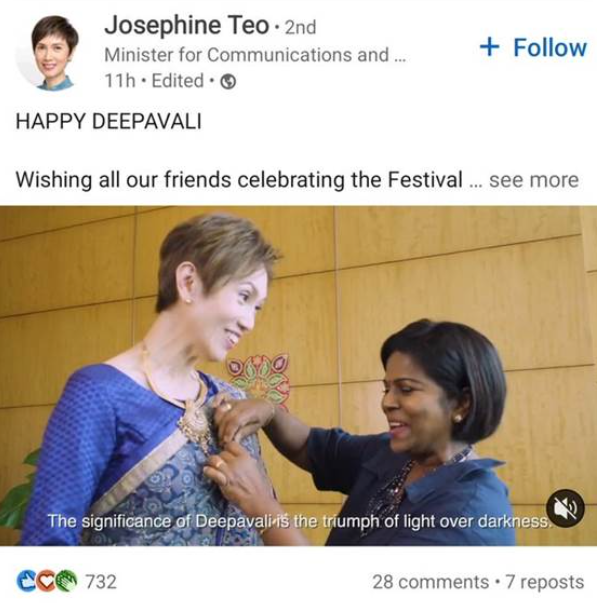 Josephine Teo • 2nd
Minister for Communications and ...
11h • Edited •
+ Follow
HAPPY DEEPAVALI
Wishing all our friends celebrating the Festival ... see more
The significance of Deepavali is the triumph of light over darkness.
732
28 comments • 7 reposts